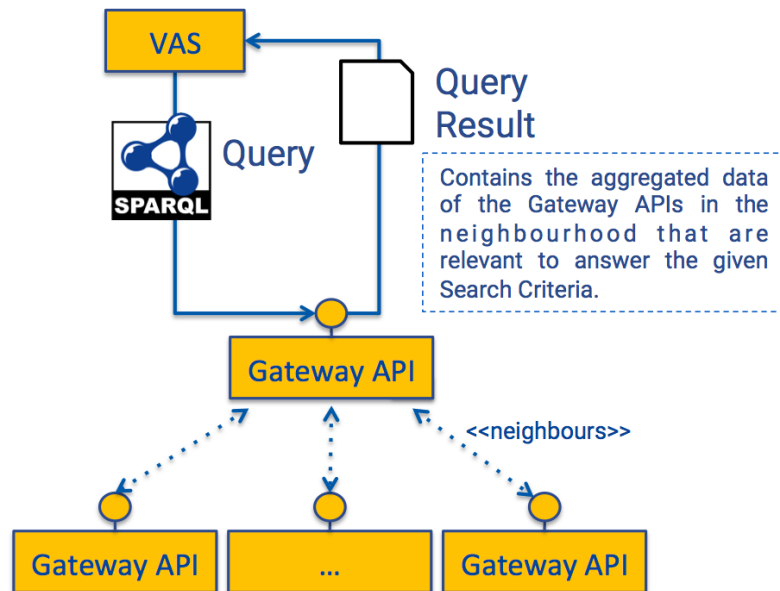 VAS
Query
SPARQL
Query
Result
Contains the aggregated data
of the Gateway APIs in the
neighbourhood that are
relevant to answer the given
Search Criteria.
Gateway API
<<neighbours>>
Gateway API
...
Gateway API